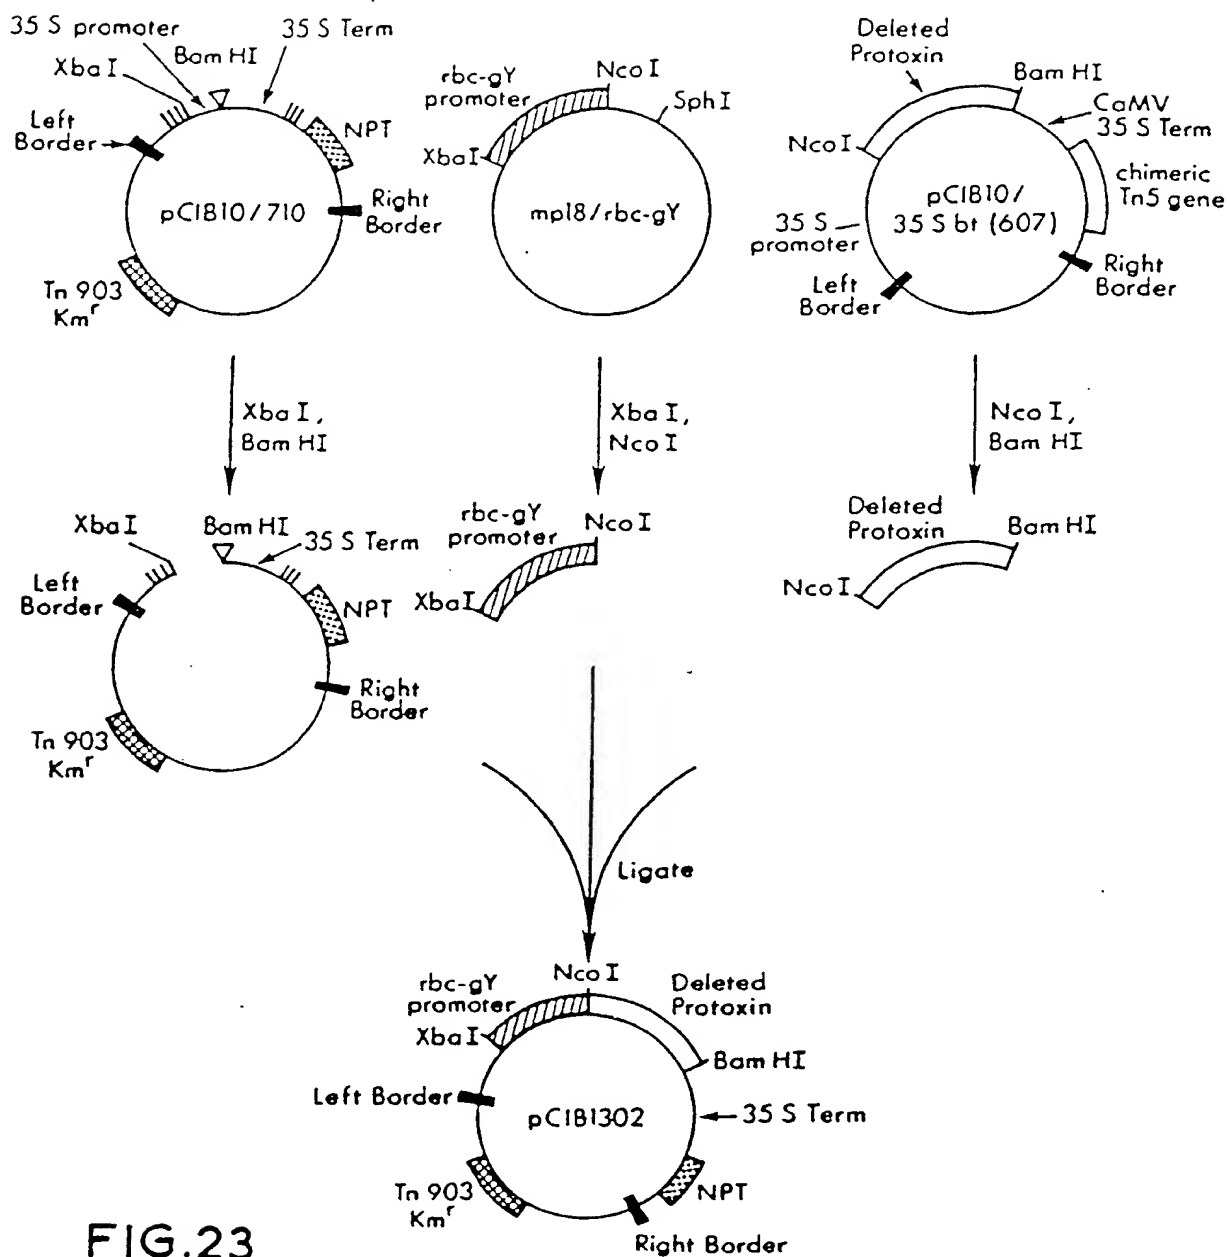 35 S promoter
Bam HI
35 S Term
Xba I
Left
Border
NPT
pCIB10/710
Right
Border
Tn 903
Kmʳ
rbc-gY
promoter
Nco I
Sph I
Xba I
mp18/rbc-gY
Deleted
Protoxin
Bam HI
CaMV
35 S Term
Nco I
chimeric
Tn5 gene
pCIB10/
35 S bt (607)
35 S
promoter
Left
Border
Right
Border
Xba I,
Bam HI
Xba I,
Nco I
Nco I,
Bam HI
Xba I
Bam HI
35 S Term
Left
Border
NPT
Right
Border
Tn 903
Kmʳ
rbc-gY
promoter
Nco I
Xba I
Deleted
Protoxin
Bam HI
Nco I
Ligate
Nco I
rbc-gY
promoter
Deleted
Protoxin
Xba I
Bam HI
Left Border
pCIB1302
35 S Term
Tn 903
Kmʳ
NPT
Right Border
FIG.23